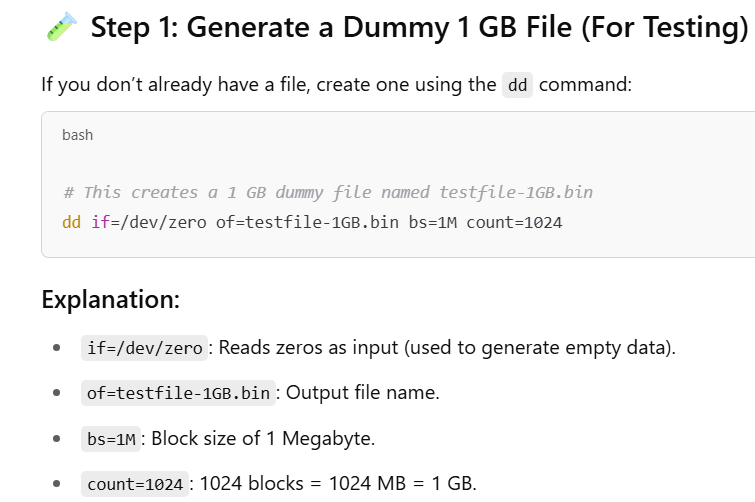 🧪 Step 1: Generate a Dummy 1 GB File (For Testing)
If you don’t already have a file, create one using the dd command:
bash
# This creates a 1 GB dummy file named testfile-1GB.bin
dd if=/dev/zero of=testfile-1GB.bin bs=1M count=1024
Explanation:
• if=/dev/zero: Reads zeros as input (used to generate empty data).
• of=testfile-1GB.bin: Output file name.
• bs=1M: Block size of 1 Megabyte.
• count=1024: 1024 blocks = 1024 MB = 1 GB.